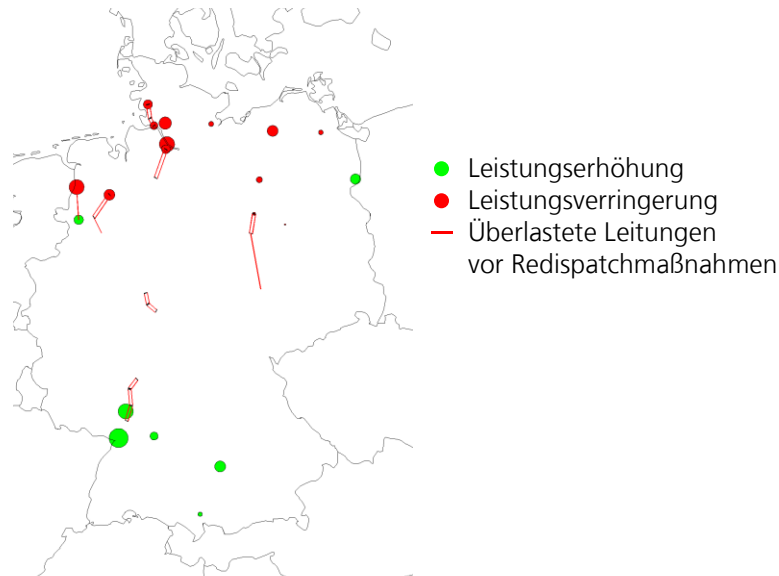 Leistungserhöhung
Leistungsverringerung
Überlastete Leitungen
vor Redispatchmaßnahmen